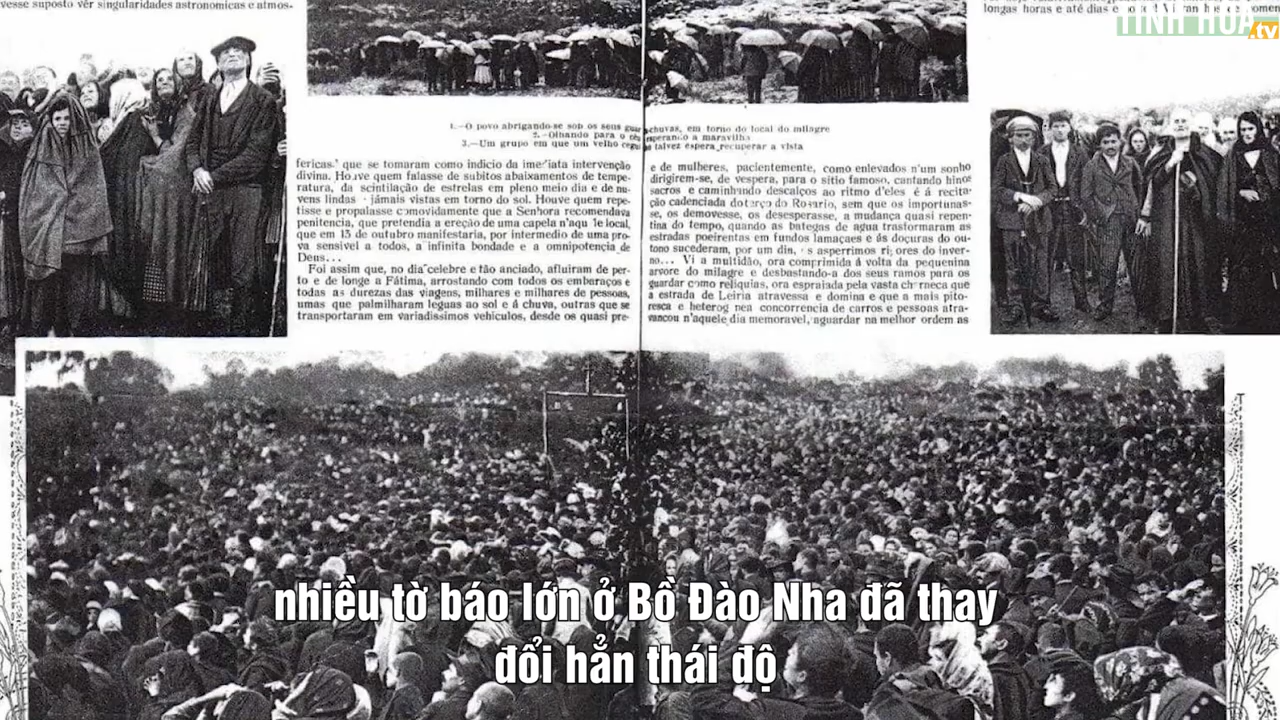 vesse suposto vêr singularidades astronomicas e atmos-
longas horas e até dias
TINH HOA
.tv
1.—O povo abrigando-se sob os seus guarda-chuvas, em torno do local do milagre
2.—Olhando para o céu esperando a maravilha
3.—Um grupo em que um velho cego talvez espera recuperar a vista
fericas, que se tomaram como indicio da imediata intervenção
divina. Houve quem falasse de subitos abaixamentos de tempe-
ratura, da scintilação de estrelas em pleno meio dia e de nu-
vens lindas jámais vistas em torno do sol. Houve quem repe-
tisse e propalasse comovidamente que a Senhora recomendava
penitencia, que pretendia a ereção de uma capela n'aquele local,
que em 13 de outubro manifestaria, por intermedio de uma pro-
va sensivel a todos, a infinita bondade e a omnipotencia de
Deus...
Foi assim que, no dia celebre e tão anciado, afluiram de per-
to e de longe a Fátima, arrostando com todos os embaraços e
todas as durezas das viagens, milhares e milhares de pessoas,
umas que palmilharam leguas ao sol e á chuva, outras que se
transportaram em variadissimos vehiculos, desde os quasi pre-
e de mulheres, pacientemente, como enlevados n'um sonho
dirigirem-se, de vespera, para o sitio famoso, cantando hinos
sacros e caminhando descalços ao ritmo d'eles e á recita-
ção cadenciada do terço do Rosario, sem que os importunas-
se, os demovesse, os desesperasse, a mudança quasi repen-
tina do tempo, quando as bategas de agua trasformaram as
estradas poeirentas em fundos lamaçaes e ás doçuras do ou-
tono sucederam, por um dia, os asperrimos rigores do inver-
no... Vi a multidão, ora comprimida á volta da pequenina
arvore do milagre e desbastando-a dos seus ramos para os
guardar como reliquias, ora espraiada pela vasta charneca que
a estrada de Leiria atravessa e domina e que a mais pito-
resca e heterogenea concorrencia de carros e pessoas atra-
vancou n'aquele dia memoravel, aguardar na melhor ordem as
nhiều tờ báo lớn ở Bồ Đào Nha đã thay
đổi hẳn thái độ